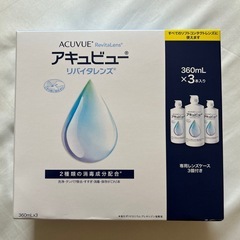 ACUVUE® RevitaLens®
アキュビュー®
リバイタレンズ®
2種類の消毒成分配合*
すべてのソフトコンタクトレンズに
使えます
360mL
×3本入り
専用レンズケース
3個付き
360mL×3